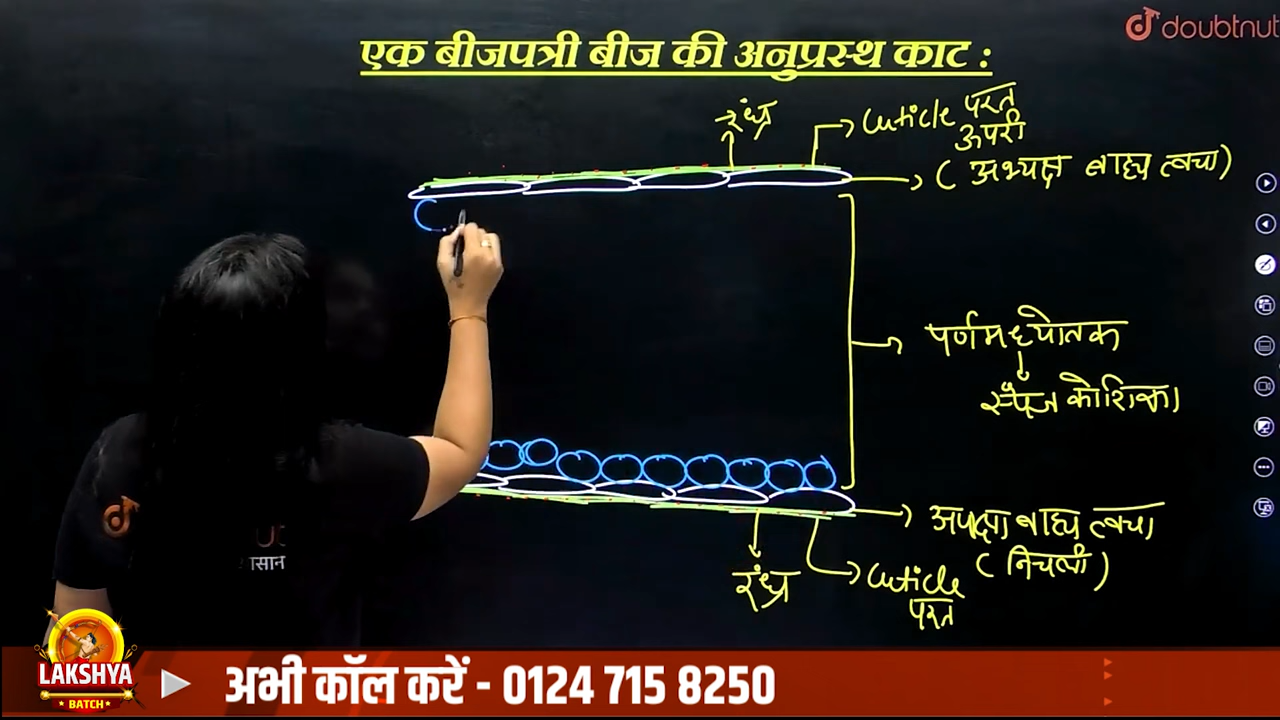 doubtnut
एक बीजपत्री बीज की अनुप्रस्थ काट :
रंध्र
Cuticle परत
ऊपरी
( अभ्यक्ष बाह्य त्वचा)
पर्णमध्योतक
स्पंज कोशिका
अपक्ष बाह्य त्वचा
( निचली )
रंध्र
Cuticle
परत
सान
LAKSHYA
BATCH
अभी कॉल करें - 0124 715 8250